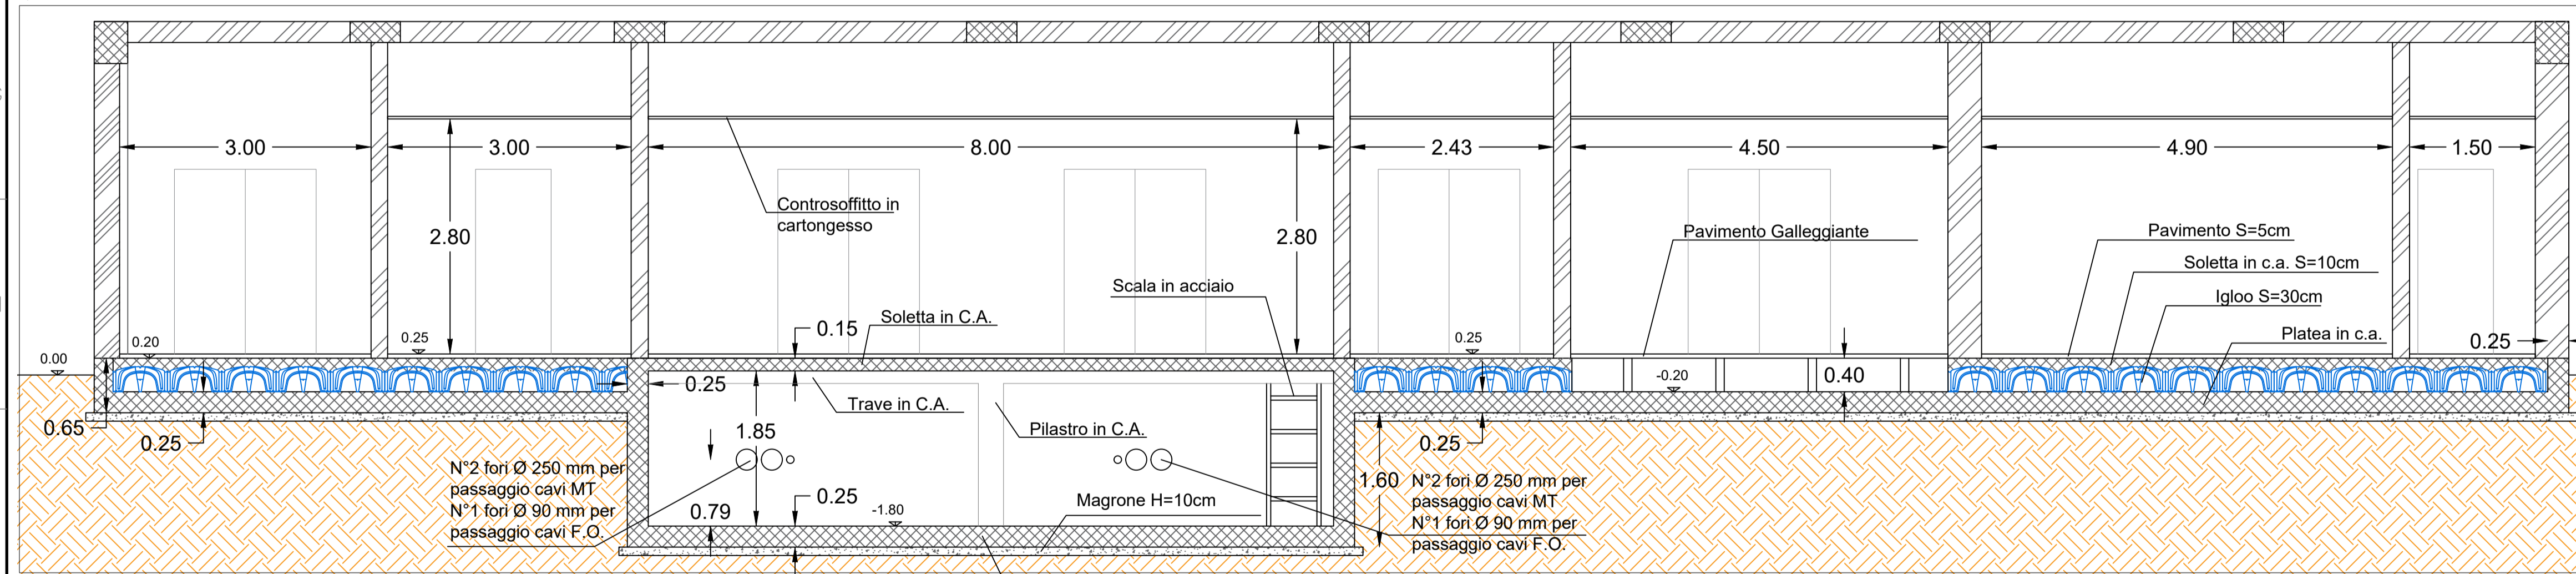 3.00
3.00
8.00
2.43
4.50
4.90
1.50
Controsoffitto in
cartongesso
2.80
2.80
Pavimento Galleggiante
Pavimento S=5cm
Soletta in c.a. S=10cm
Igloo S=30cm
Platea in c.a.
Scala in acciaio
Soletta in C.A.
0.15
0.00
0.20
0.25
0.25
0.25
0.25
-0.20
0.40
Trave in C.A.
0.65
0.25
1.85
Pilastro in C.A.
0.25
N°2 fori Ø 250 mm per
passaggio cavi MT
N°1 fori Ø 90 mm per
passaggio cavi F.O.
0.79
0.25
-1.80
Magrone H=10cm
1.60
N°2 fori Ø 250 mm per
passaggio cavi MT
N°1 fori Ø 90 mm per
passaggio cavi F.O.